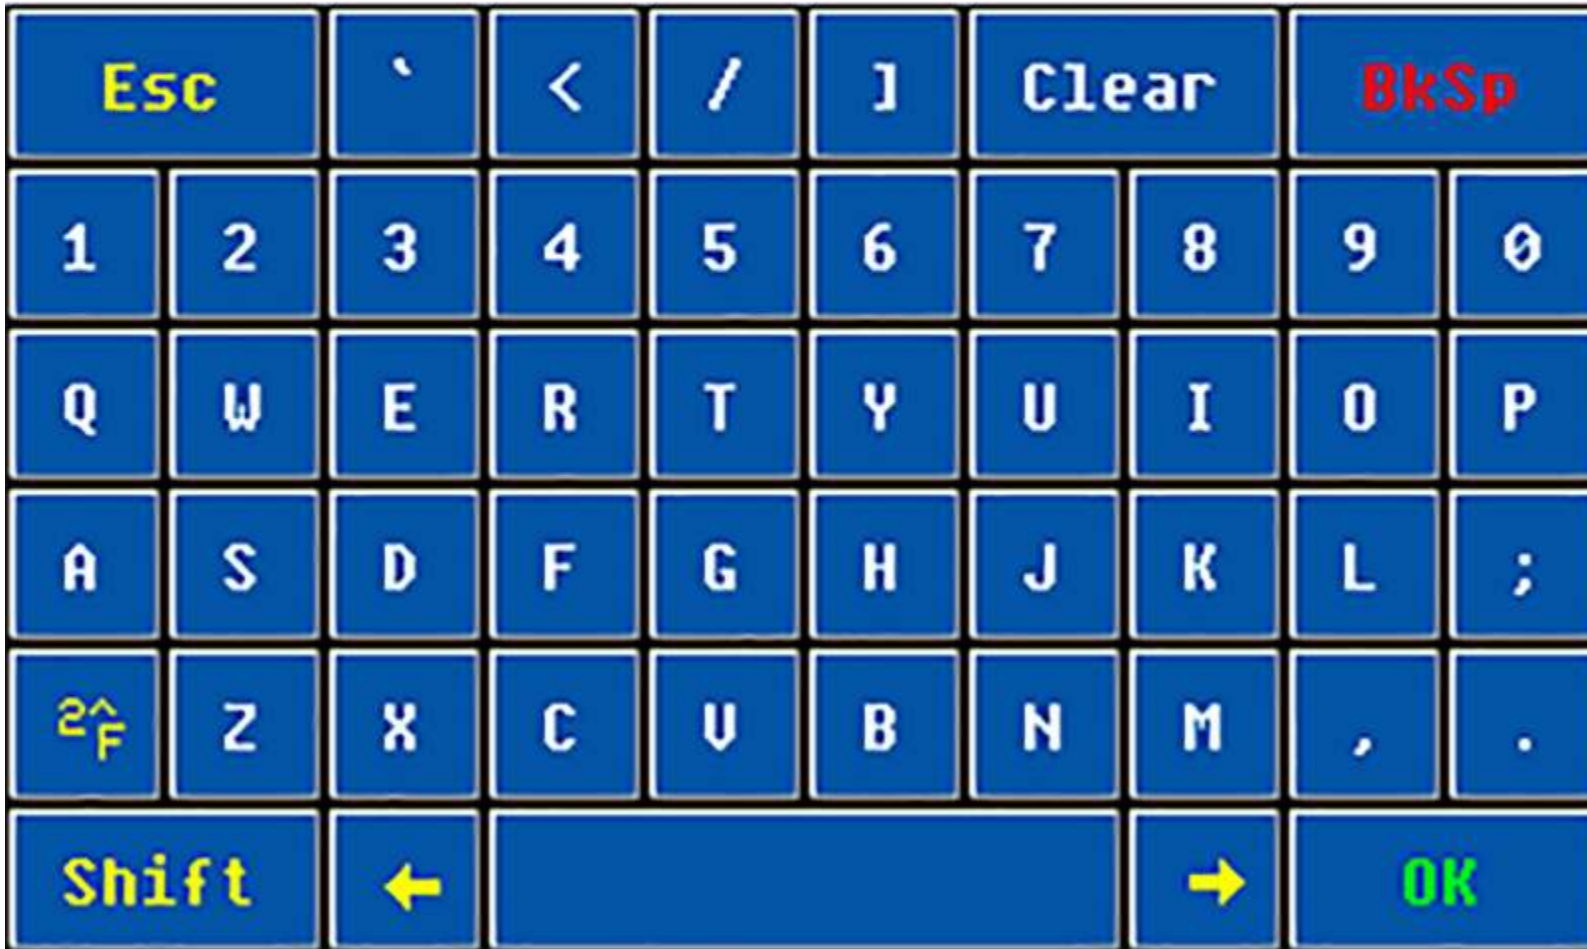 Esc ` < / ] Clear BkSp
1 2 3 4 5 6 7 8 9 0
Q W E R T Y U I O P
A S D F G H J K L ;
2^F Z X C V B N M , .
Shift ← → OK